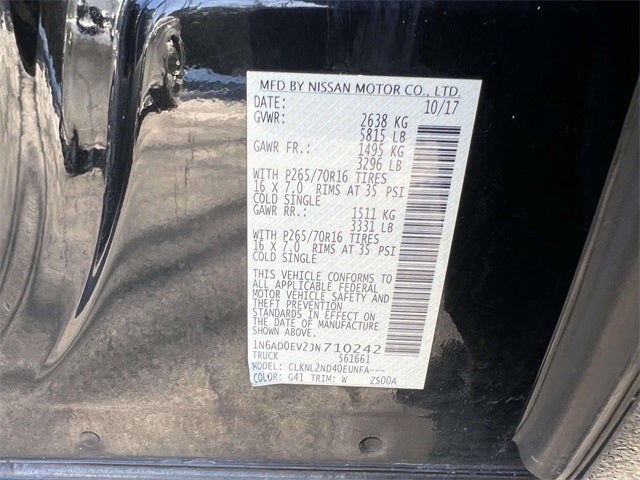 MFD BY NISSAN MOTOR CO., LTD.
DATE: 10/17
GVWR: 2638 KG
5815 LB
GAWR FR.: 1495 KG
3296 LB
WITH P265/70R16 TIRES
16 X 7.0 RIMS AT 35 PSI
COLD SINGLE
GAWR RR.: 1511 KG
3331 LB
WITH P265/70R16 TIRES
16 X 7.0 RIMS AT 35 PSI
COLD SINGLE
THIS VEHICLE CONFORMS TO
ALL APPLICABLE FEDERAL
MOTOR VEHICLE SAFETY AND
THEFT PREVENTION
STANDARDS IN EFFECT ON
THE DATE OF MANUFACTURE
SHOWN ABOVE.
1N6AD0EV2JN710242
TRUCK 561661
MODEL: CLKNL2ND40EUNFA---
COLOR: G41 TRIM: W ZS00A